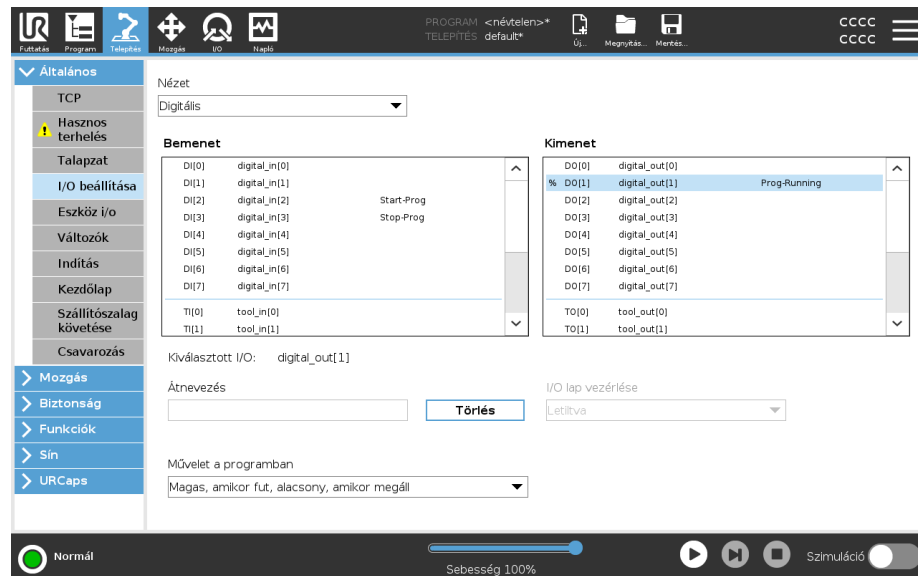 UR
Futtatás
Program
Telepítés
Mozgás
I/O
Napló
PROGRAM <névtelen>*
TELEPÍTÉS default*
Új...
Megnyitás...
Mentés...
CCCC
CCCC
Általános
TCP
Hasznos
terhelés
Talapzat
I/O beállítása
Eszköz i/o
Változók
Indítás
Kezdőlap
Szállítószalag
követése
Csavarozás
Mozgás
Biztonság
Funkciók
Sín
URCaps
Nézet
Digitális
Bemenet
DI[0] digital_in[0]
DI[1] digital_in[1]
DI[2] digital_in[2] Start-Prog
DI[3] digital_in[3] Stop-Prog
DI[4] digital_in[4]
DI[5] digital_in[5]
DI[6] digital_in[6]
DI[7] digital_in[7]
TI[0] tool_in[0]
TI[1] tool_in[1]
Kimenet
DO[0] digital_out[0]
% DO[1] digital_out[1] Prog-Running
DO[2] digital_out[2]
DO[3] digital_out[3]
DO[4] digital_out[4]
DO[5] digital_out[5]
DO[6] digital_out[6]
DO[7] digital_out[7]
TO[0] tool_out[0]
TO[1] tool_out[1]
Kiválasztott I/O: digital_out[1]
Átnevezés
Törlés
I/O lap vezérlése
Letiltva
Művelet a programban
Magas, amikor fut, alacsony, amikor megáll
Normál
Sebesség 100%
Szimuláció